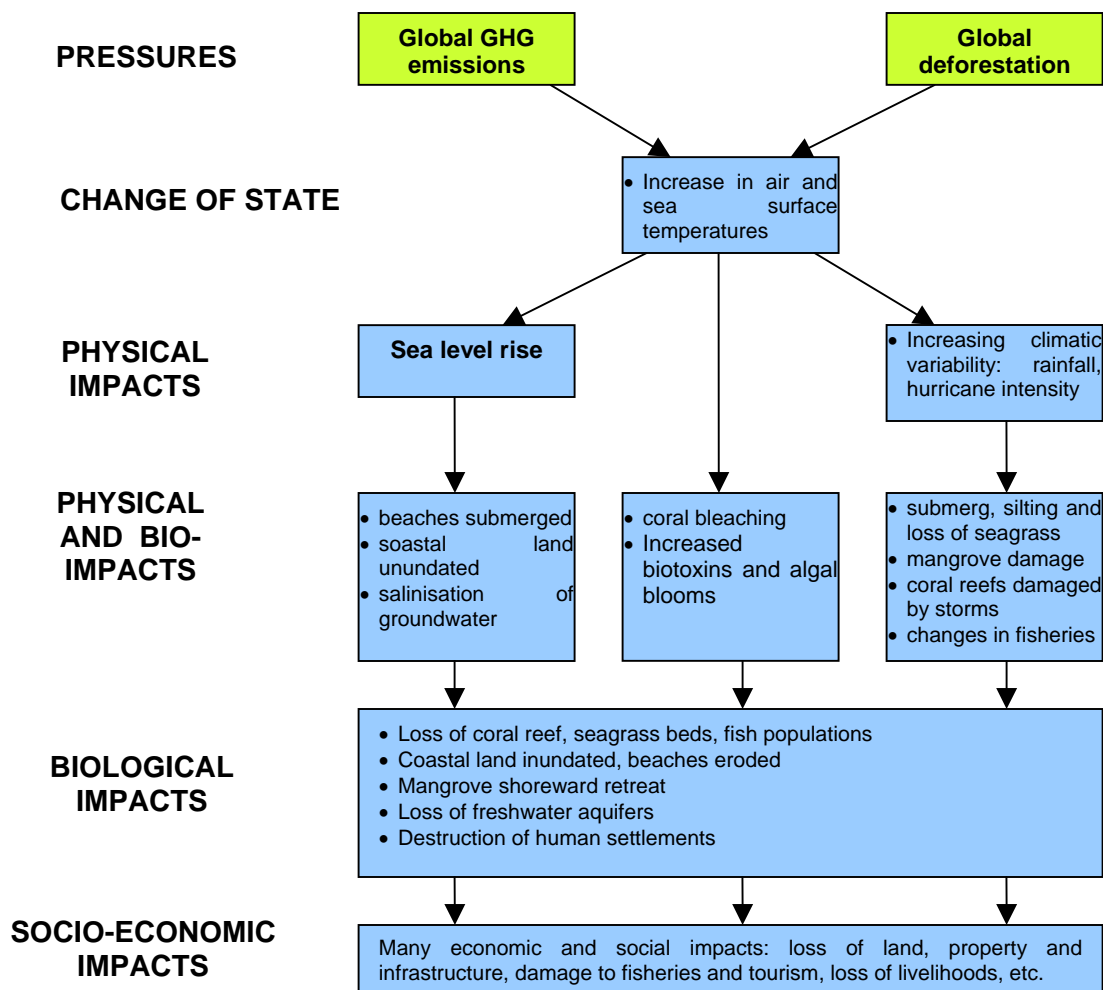 PRESSURES
Global GHG
emissions
Global
deforestation
CHANGE OF STATE
• Increase in air and
sea surface
temperatures
PHYSICAL
IMPACTS
Sea level rise
• Increasing climatic
variability: rainfall,
hurricane intensity
PHYSICAL
AND BIO-
IMPACTS
• beaches submerged
• soastal land
unundated
• salinisation of
groundwater
• coral bleaching
• Increased
biotoxins and algal
blooms
• submerg, silting and
loss of seagrass
• mangrove damage
• coral reefs damaged
by storms
• changes in fisheries
BIOLOGICAL
IMPACTS
• Loss of coral reef, seagrass beds, fish populations
• Coastal land inundated, beaches eroded
• Mangrove shoreward retreat
• Loss of freshwater aquifers
• Destruction of human settlements
SOCIO-ECONOMIC
IMPACTS
Many economic and social impacts: loss of land, property and
infrastructure, damage to fisheries and tourism, loss of livelihoods, etc.